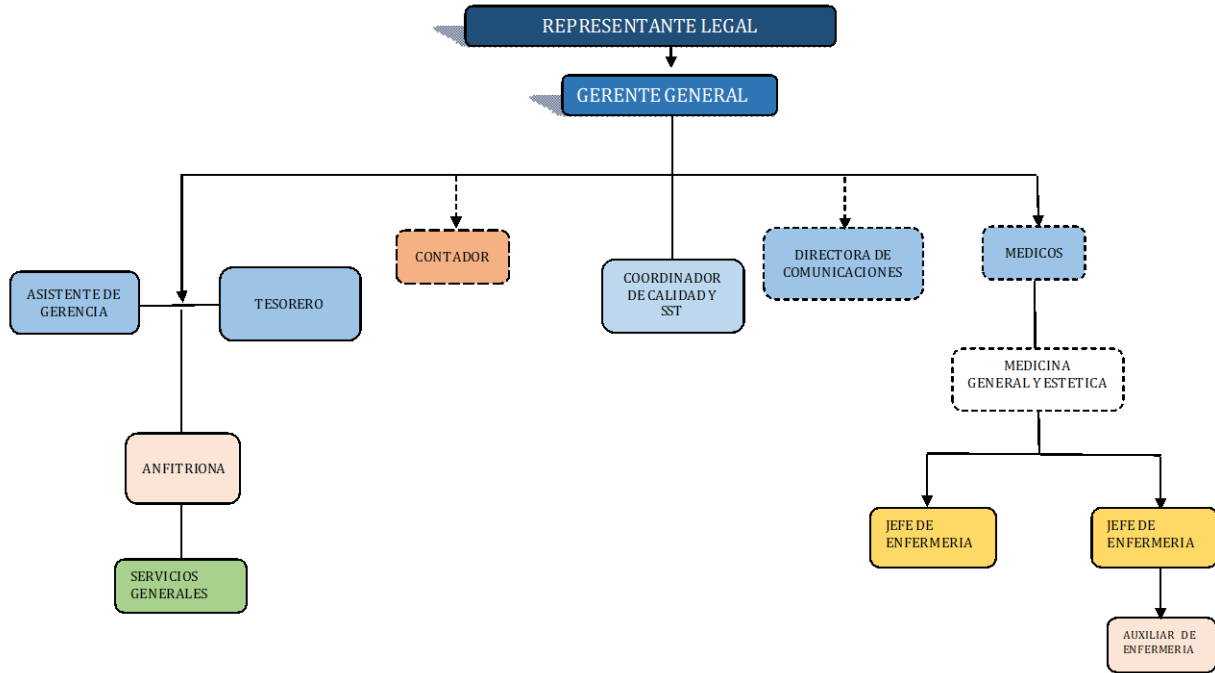 REPRESENTANTE LEGAL
GERENTE GENERAL
CONTADOR
DIRECTORA DE
COMUNICACIONES
MEDICOS
ASISTENTE DE
GERENCIA
TESORERO
COORDINADOR
DE CALIDAD Y
SST
MEDICINA
GENERAL Y ESTETICA
ANFITRIONA
JEFE DE
ENFERMERIA
JEFE DE
ENFERMERIA
SERVICIOS
GENERALES
AUXILIAR DE
ENFERMERIA